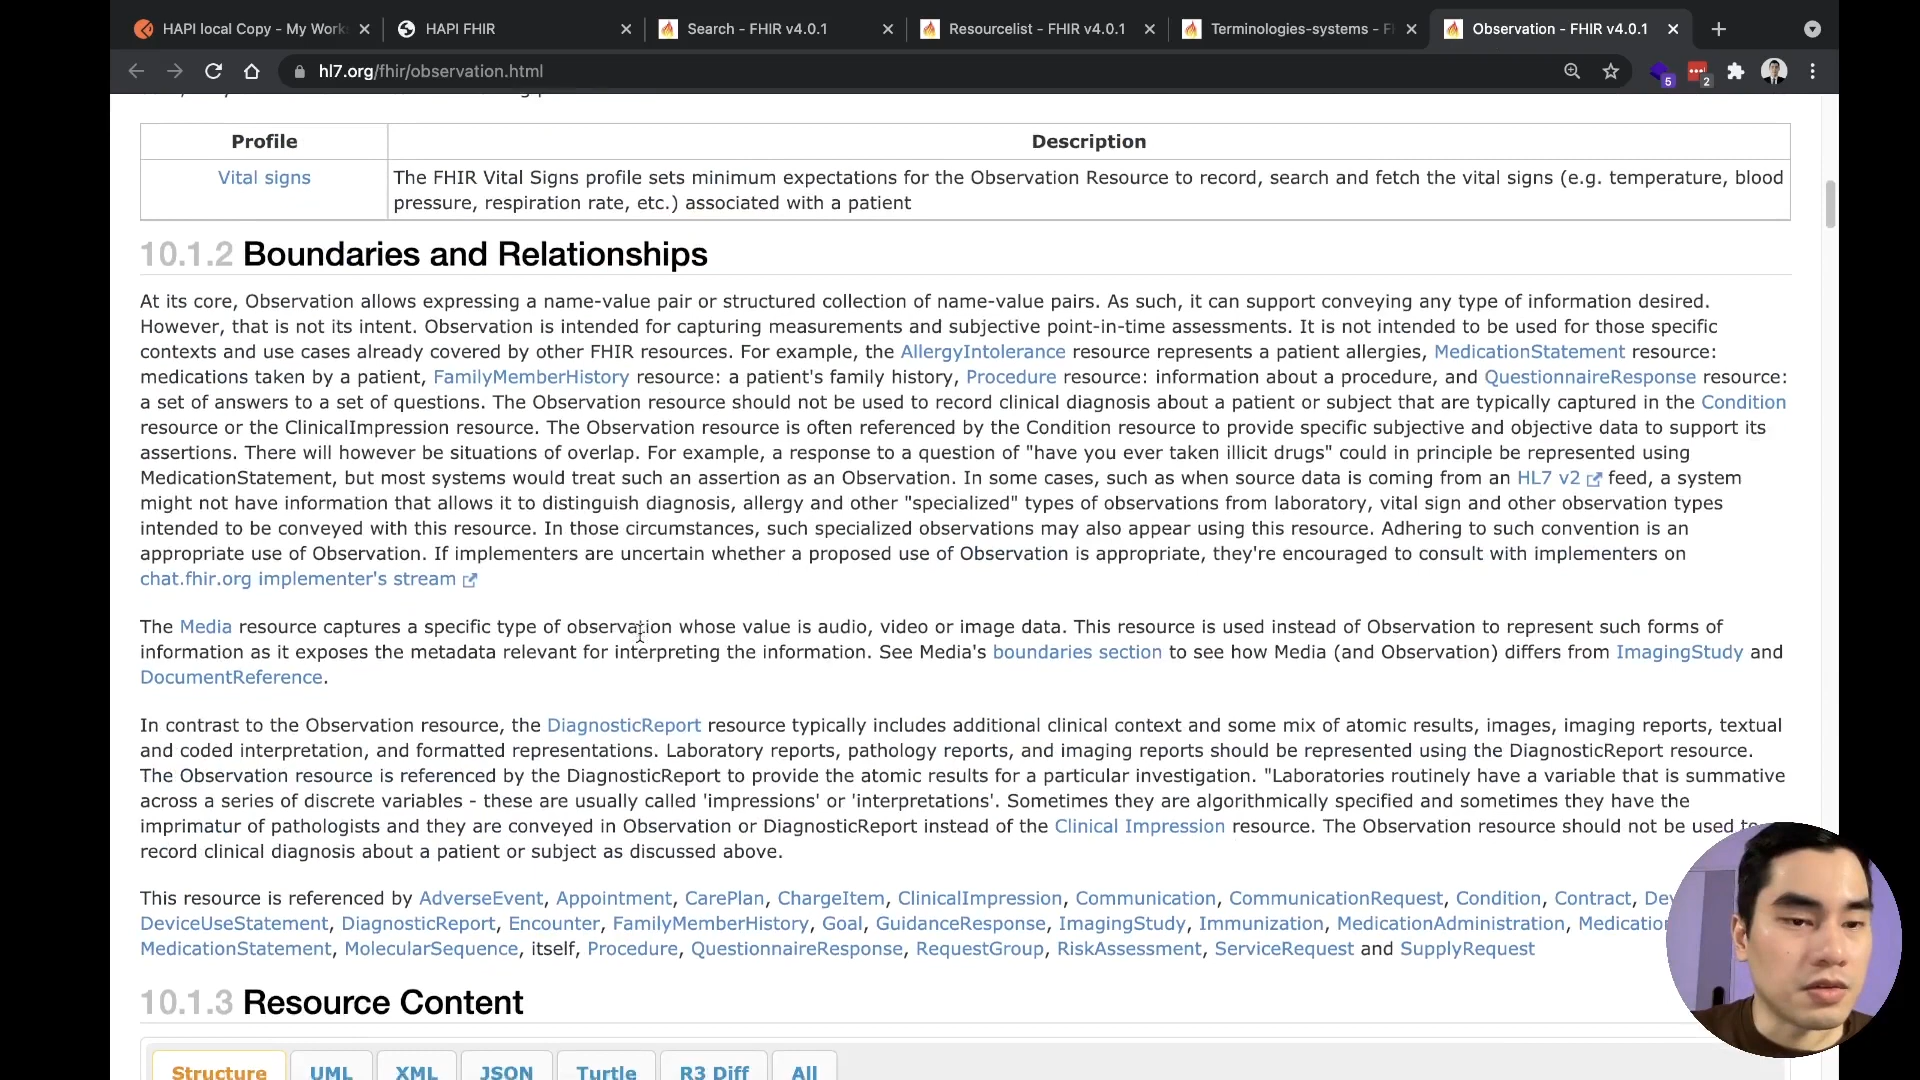 HAPI local Copy - My Work
HAPI FHIR
Search - FHIR v4.0.1
Resourcelist - FHIR v4.0.1
Terminologies-systems - F
Observation - FHIR v4.0.1
hl7.org/fhir/observation.html
5
2
Profile
Description
Vital signs
The FHIR Vital Signs profile sets minimum expectations for the Observation Resource to record, search and fetch the vital signs (e.g. temperature, blood
pressure, respiration rate, etc.) associated with a patient
10.1.2 Boundaries and Relationships
At its core, Observation allows expressing a name-value pair or structured collection of name-value pairs. As such, it can support conveying any type of information desired.
However, that is not its intent. Observation is intended for capturing measurements and subjective point-in-time assessments. It is not intended to be used for those specific
contexts and use cases already covered by other FHIR resources. For example, the AllergyIntolerance resource represents a patient allergies, MedicationStatement resource:
medications taken by a patient, FamilyMemberHistory resource: a patient's family history, Procedure resource: information about a procedure, and QuestionnaireResponse resource:
a set of answers to a set of questions. The Observation resource should not be used to record clinical diagnosis about a patient or subject that are typically captured in the Condition
resource or the ClinicalImpression resource. The Observation resource is often referenced by the Condition resource to provide specific subjective and objective data to support its
assertions. There will however be situations of overlap. For example, a response to a question of "have you ever taken illicit drugs" could in principle be represented using
MedicationStatement, but most systems would treat such an assertion as an Observation. In some cases, such as when source data is coming from an HL7 v2 feed, a system
might not have information that allows it to distinguish diagnosis, allergy and other "specialized" types of observations from laboratory, vital sign and other observation types
intended to be conveyed with this resource. In those circumstances, such specialized observations may also appear using this resource. Adhering to such convention is an
appropriate use of Observation. If implementers are uncertain whether a proposed use of Observation is appropriate, they're encouraged to consult with implementers on
chat.fhir.org implementer's stream
The Media resource captures a specific type of observation whose value is audio, video or image data. This resource is used instead of Observation to represent such forms of
information as it exposes the metadata relevant for interpreting the information. See Media's boundaries section to see how Media (and Observation) differs from ImagingStudy and
DocumentReference.
In contrast to the Observation resource, the DiagnosticReport resource typically includes additional clinical context and some mix of atomic results, images, imaging reports, textual
and coded interpretation, and formatted representations. Laboratory reports, pathology reports, and imaging reports should be represented using the DiagnosticReport resource.
The Observation resource is referenced by the DiagnosticReport to provide the atomic results for a particular investigation. "Laboratories routinely have a variable that is summative
across a series of discrete variables - these are usually called 'impressions' or 'interpretations'. Sometimes they are algorithmically specified and sometimes they have the
imprimatur of pathologists and they are conveyed in Observation or DiagnosticReport instead of the Clinical Impression resource. The Observation resource should not be used to
record clinical diagnosis about a patient or subject as discussed above.
This resource is referenced by AdverseEvent, Appointment, CarePlan, ChargeItem, ClinicalImpression, Communication, CommunicationRequest, Condition, Contract, Dev
DeviceUseStatement, DiagnosticReport, Encounter, FamilyMemberHistory, Goal, GuidanceResponse, ImagingStudy, Immunization, MedicationAdministration, Medication
MedicationStatement, MolecularSequence, itself, Procedure, QuestionnaireResponse, RequestGroup, RiskAssessment, ServiceRequest and SupplyRequest
10.1.3 Resource Content
Structure
UML
XML
JSON
Turtle
R3 Diff
All